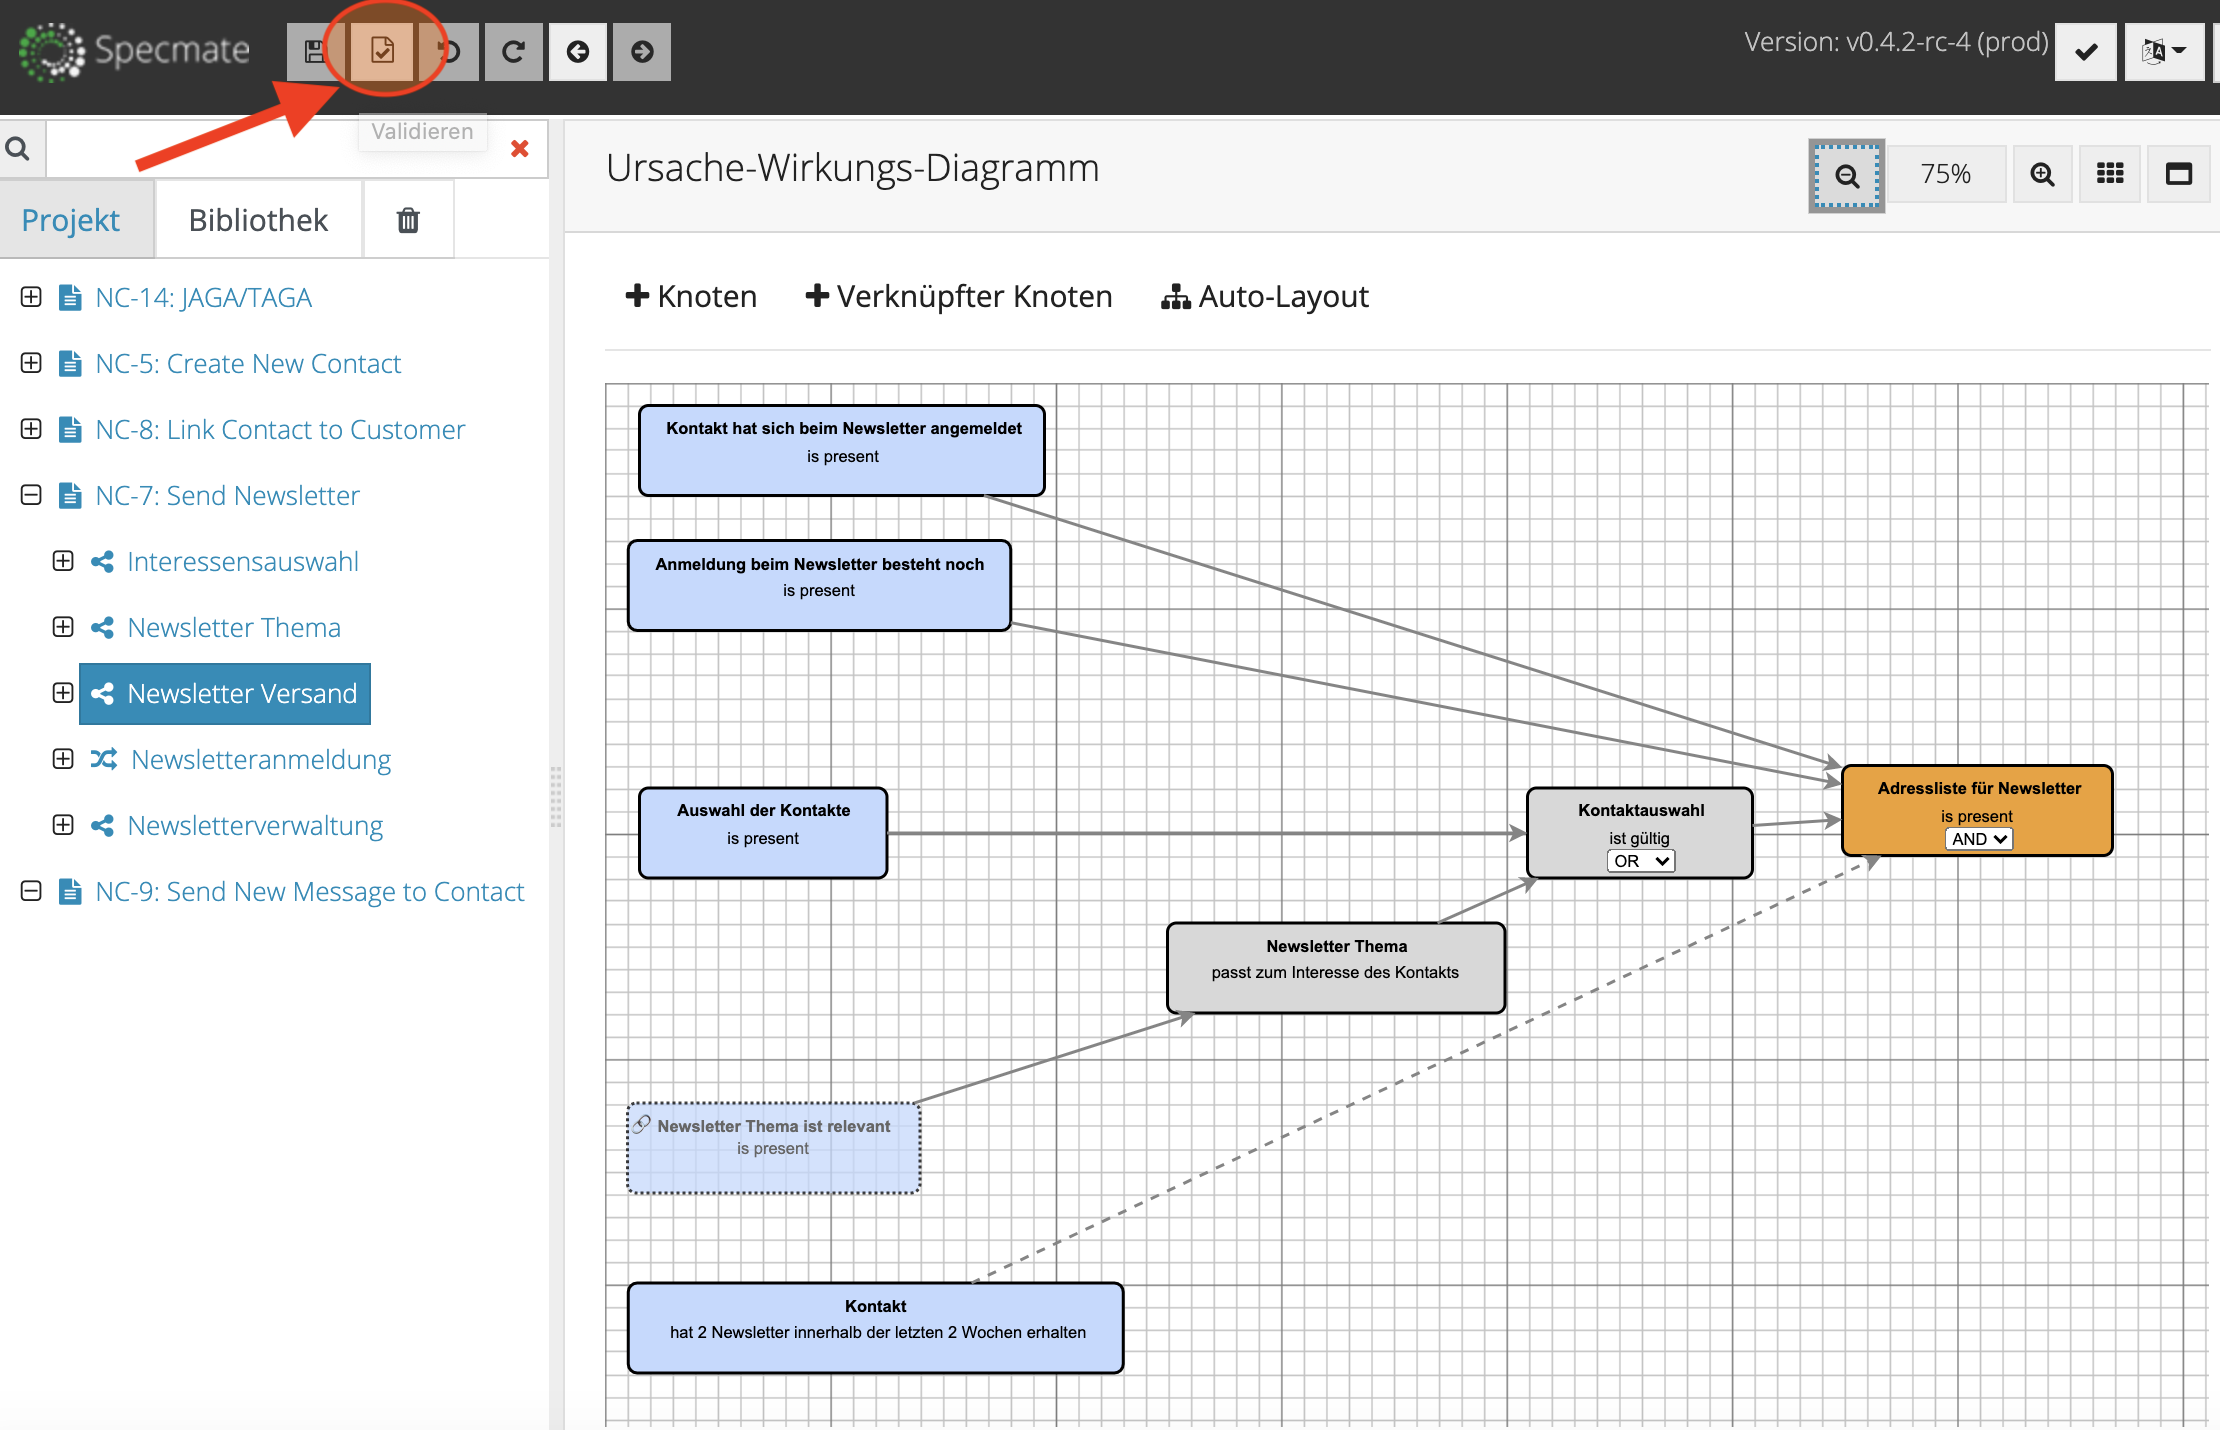 Specmate
Version: v0.4.2-rc-4 (prod)
Validieren
Projekt
Bibliothek
NC-14: JAGA/TAGA
NC-5: Create New Contact
NC-8: Link Contact to Customer
NC-7: Send Newsletter
Interessensauswahl
Newsletter Thema
Newsletter Versand
Newsletteranmeldung
Newsletterverwaltung
NC-9: Send New Message to Contact
Ursache-Wirkungs-Diagramm
75%
Knoten
Verknüpfter Knoten
Auto-Layout
Kontakt hat sich beim Newsletter angemeldet
is present
Anmeldung beim Newsletter besteht noch
is present
Auswahl der Kontakte
is present
Kontaktauswahl
ist gültig
OR
Adressliste für Newsletter
is present
AND
Newsletter Thema
passt zum Interesse des Kontakts
Newsletter Thema ist relevant
is present
Kontakt
hat 2 Newsletter innerhalb der letzten 2 Wochen erhalten